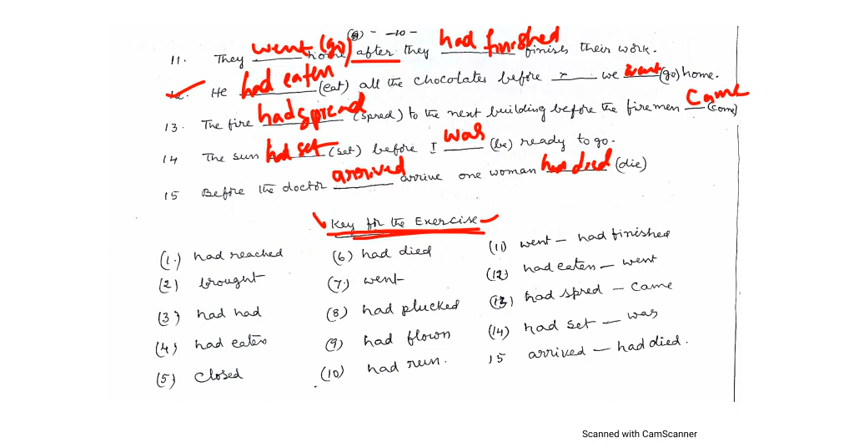 (9) -10-
11. They went (go) home after they had finished finish their work.
12. He had eaten (eat) all the chocolates before x we went (go) home.
13. The fire had spread (spred) to the next building before the firemen came (come)
14 The sun had set (set) before I was (be) ready to go.
15 Before the doctor arrived arrive one woman had died (die)
Key for the Exercise
(1.) had reached (6) had died (11) went – had finished
(2) brought (7) went (12) had eaten – went
(3) had had (8) had plucked (13) had spred – came
(4) had eaten (9) had flown (14) had set – was
(5) closed (10) had run. 15 arrived – had died.
Scanned with CamScanner